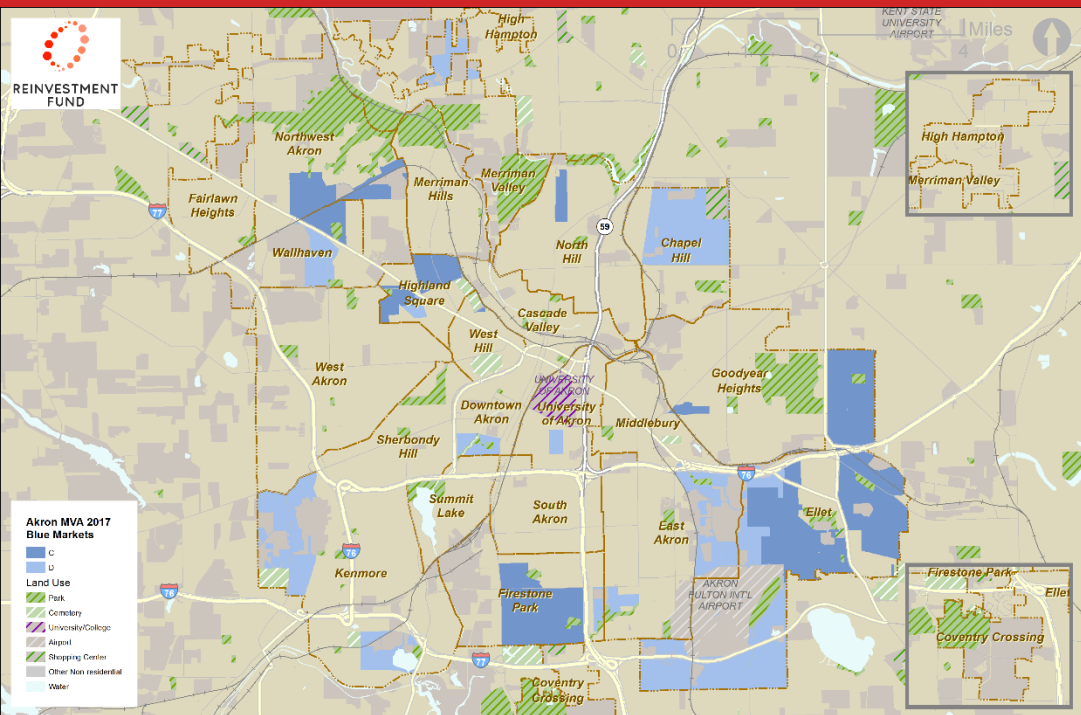 KENT STATE
UNIVERSITY
AIRPORT
High
Hampton
Miles
0
2
4
REINVESTMENT
FUND
Northwest
Akron
Merriman
Hills
Merriman
Valley
High Hampton
Merriman Valley
Fairlawn
Heights
77
59
Wallhaven
North
Hill
Chapel
Hill
Highland
Square
Cascade
Valley
West
Hill
West
Akron
UNIVERSITY
OF AKRON
University
of Akron
Goodyear
Heights
Downtown
Akron
Middlebury
Sherbondy
Hill
76
Summit
Lake
South
Akron
East
Akron
Ellet
76
Kenmore
76
Firestone
Park
AKRON
FULTON INT'L
AIRPORT
77
Coventry
Crossing
Firestone Park
Ellet
Coventry Crossing
Akron MVA 2017
Blue Markets
C
D
Land Use
Park
Cemetery
University/College
Airport
Shopping Center
Other Non residential
Water